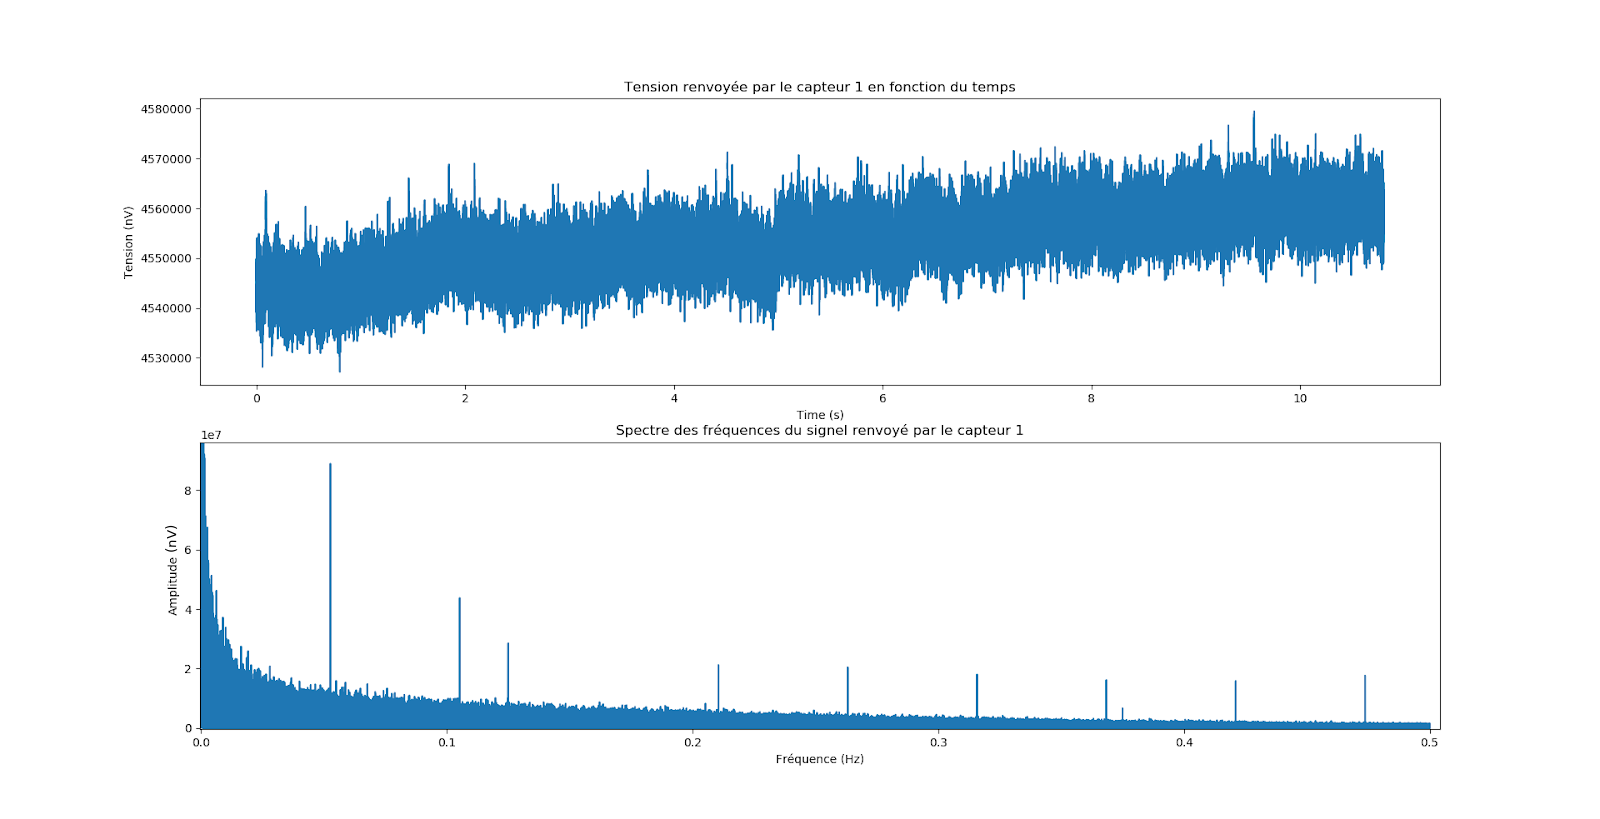 Tension renvoyée par le capteur 1 en fonction du temps
4580000
4570000
4560000
4550000
4540000
4530000
Tension (nV)
0 2 4 6 8 10
Time (s)
Spectre des fréquences du signel renvoyé par le capteur 1
1e7
8
6
4
2
0
Amplitude (nV)
0.0 0.1 0.2 0.3 0.4 0.5
Fréquence (Hz)